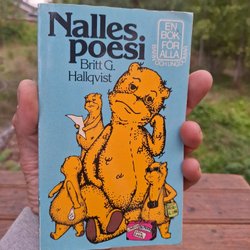 Nalles
poesi
Britt G.
Hallqvist
EN
BOK
FÖR
ALLA